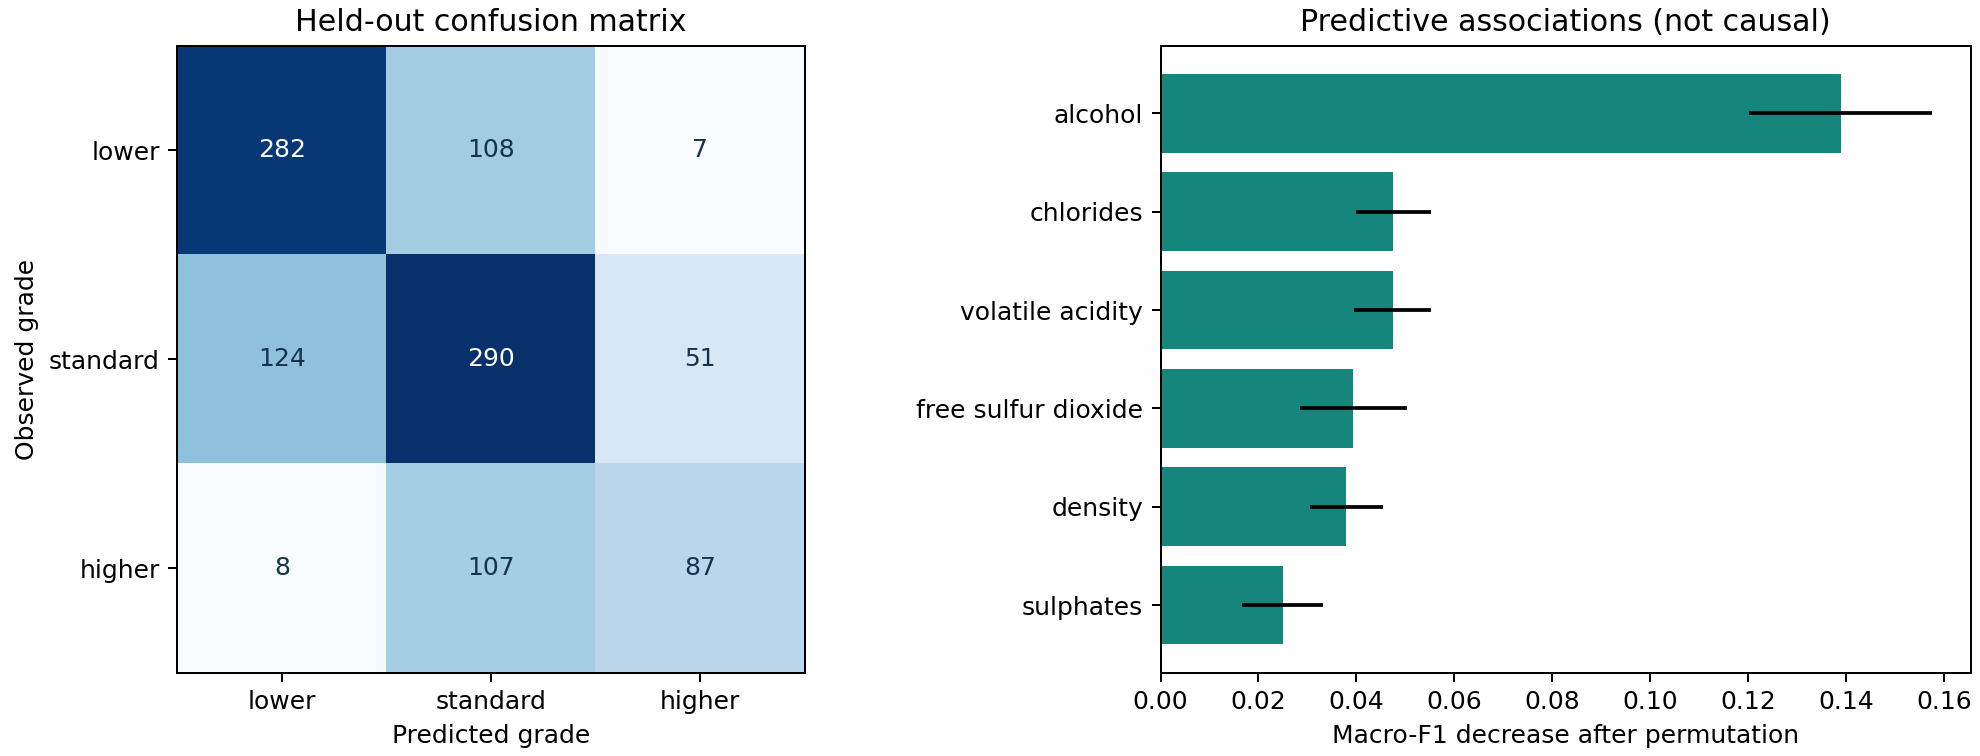 Held-out confusion matrix
Observed grade
lower
282
108
7
standard
124
290
51
higher
8
107
87
lower
standard
higher
Predicted grade
Predictive associations (not causal)
alcohol
chlorides
volatile acidity
free sulfur dioxide
density
sulphates
0.00
0.02
0.04
0.06
0.08
0.10
0.12
0.14
0.16
Macro-F1 decrease after permutation